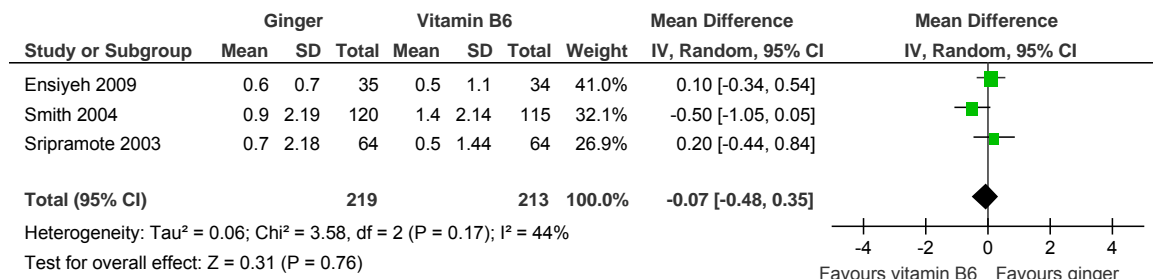 Ginger Vitamin B6 Mean Difference Mean Difference
Study or Subgroup Mean SD Total Mean SD Total Weight IV, Random, 95% CI IV, Random, 95% CI
Ensiyeh 2009 0.6 0.7 35 0.5 1.1 34 41.0% 0.10 [-0.34, 0.54]
Smith 2004 0.9 2.19 120 1.4 2.14 115 32.1% -0.50 [-1.05, 0.05]
Sripramote 2003 0.7 2.18 64 0.5 1.44 64 26.9% 0.20 [-0.44, 0.84]
Total (95% CI) 219 213 100.0% -0.07 [-0.48, 0.35]
Heterogeneity: Tau² = 0.06; Chi² = 3.58, df = 2 (P = 0.17); I² = 44%
Test for overall effect: Z = 0.31 (P = 0.76)
-4 -2 0 2 4
Favours vitamin B6 Favours ginger